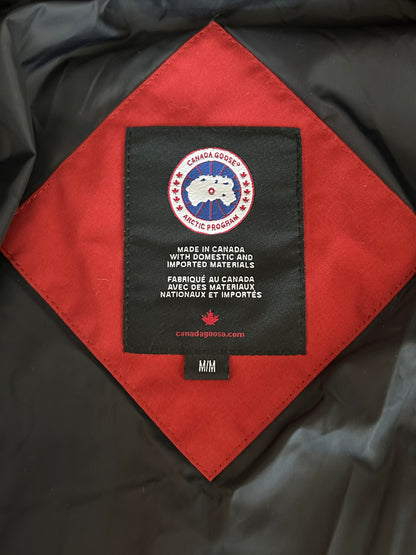 CANADA GOOSE®
ARCTIC PROGRAM
MADE IN CANADA
WITH DOMESTIC AND
IMPORTED MATERIALS
FABRIQUÉ AU CANADA
AVEC DES MATERIAUX
NATIONAUX ET IMPORTÉS
canadagoose.com
M/M